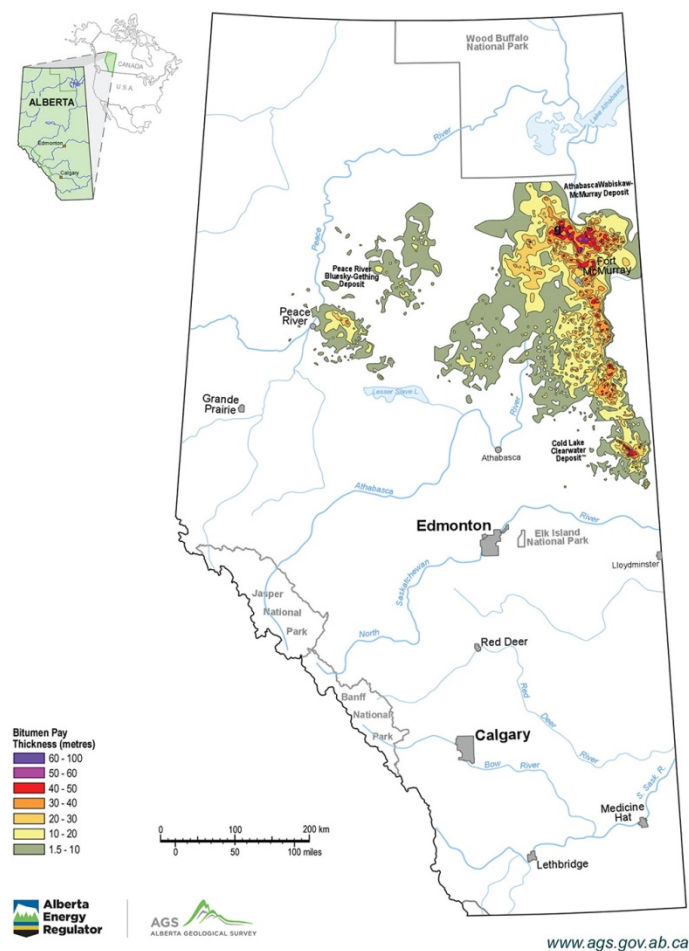 CANADA
U.S.A.
ALBERTA
Edmonton
Calgary
Wood Buffalo
National Park
Lake Athabasca
River
Peace
AthabascaWabiskaw-
McMurray Deposit
Fort
McMurray
Peace River
Bluesky-Gething
Deposit
Peace
River
Grande
Prairie
Lesser Slave L.
River
Athabasca
Athabasca
Cold Lake
Clearwater
Deposit
Edmonton
Elk Island
National Park
River
Lloydminster
Saskatchewan
North
Jasper
National
Park
Red Deer
Red
Deer
River
Banff
National
Park
Calgary
Bow River
S. Sask R.
Medicine
Hat
Lethbridge
Bitumen Pay
Thickness (metres)
60 - 100
50 - 60
40 - 50
30 - 40
20 - 30
10 - 20
1.5 - 10
0 100 200 km
0 50 100 miles
Alberta
Energy
Regulator
AGS
ALBERTA GEOLOGICAL SURVEY
www.ags.gov.ab.ca